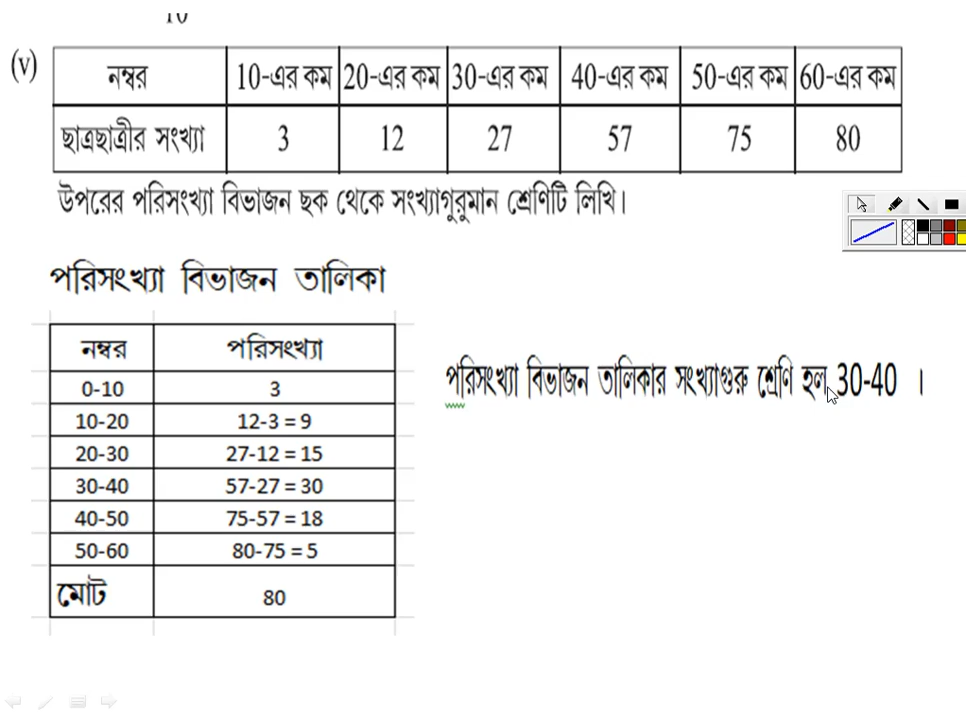 10
(v)
নম্বর 10-এর কম 20-এর কম 30-এর কম 40-এর কম 50-এর কম 60-এর কম
ছাত্রছাত্রীর সংখ্যা 3 12 27 57 75 80
উপরের পরিসংখ্যা বিভাজন ছক থেকে সংখ্যাগুরুমান শ্রেণিটি লিখি।
পরিসংখ্যা বিভাজন তালিকা
নম্বর পরিসংখ্যা
0-10 3
10-20 12-3 = 9
20-30 27-12 = 15
30-40 57-27 = 30
40-50 75-57 = 18
50-60 80-75 = 5
মোট 80
পরিসংখ্যা বিভাজন তালিকার সংখ্যাগুরু শ্রেণি হল 30-40 ।